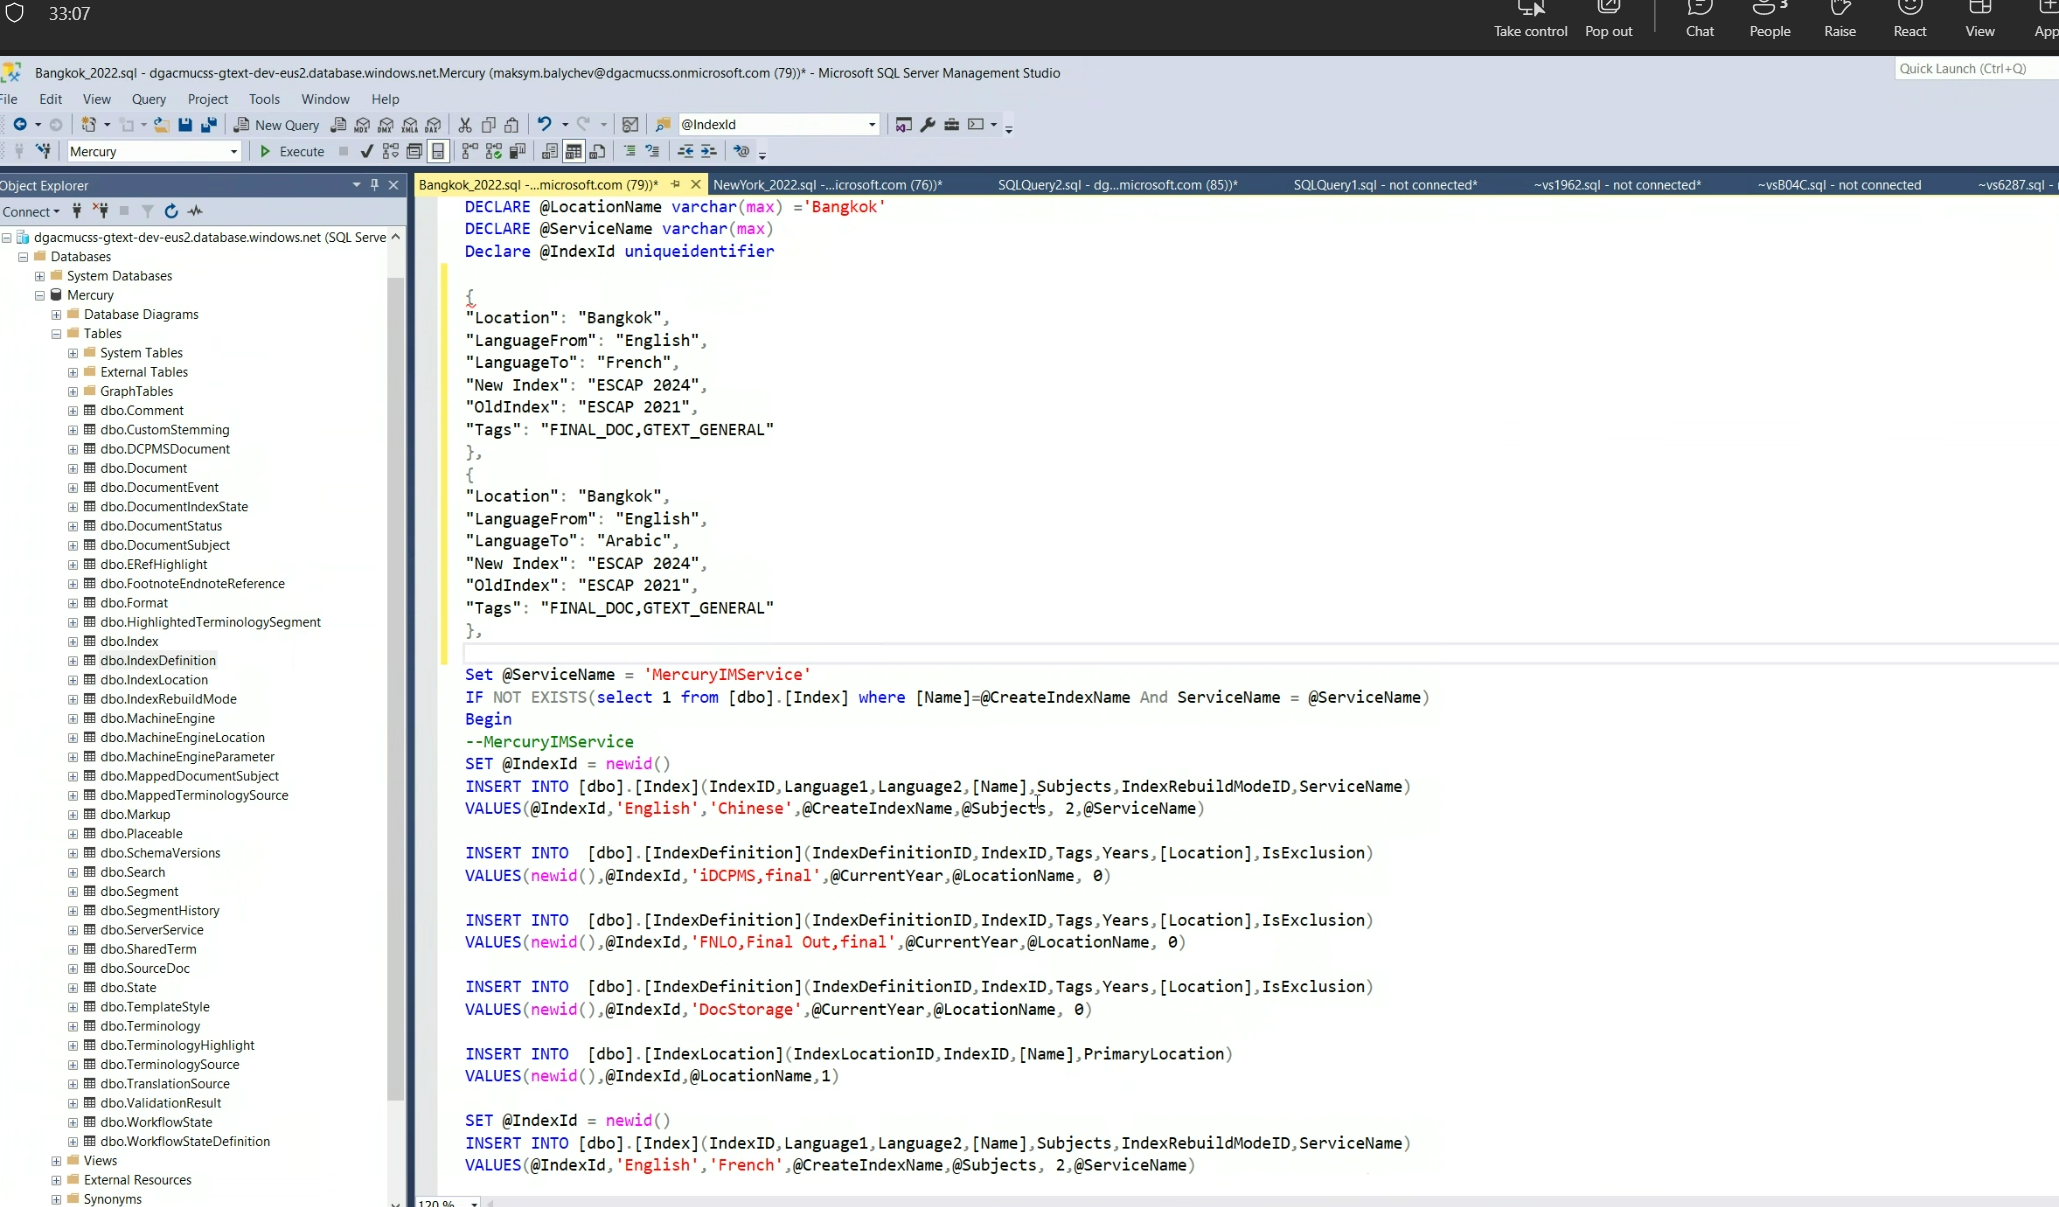 33:07
Take control
Pop out
Chat
People
3
Raise
React
View
App
Bangkok_2022.sql - dgacmucss-gtext-dev-eus2.database.windows.net.Mercury (maksym.balychev@dgacmucss.onmicrosoft.com (79))* - Microsoft SQL Server Management Studio
Quick Launch (Ctrl+Q)
File Edit View Query Project Tools Window Help
New Query
MDX DMX XMLA DAX
@IndexId
Mercury
Execute
Object Explorer
Bangkok_2022.sql -...microsoft.com (79))*
NewYork_2022.sql -...icrosoft.com (76))*
SQLQuery2.sql - dg...microsoft.com (85))*
SQLQuery1.sql - not connected*
~vs1962.sql - not connected*
~vsB04C.sql - not connected
~vs6287.sql -
Connect
dgacmucss-gtext-dev-eus2.database.windows.net (SQL Serve
Databases
System Databases
Mercury
Database Diagrams
Tables
System Tables
External Tables
GraphTables
dbo.Comment
dbo.CustomStemming
dbo.DCPMSDocument
dbo.Document
dbo.DocumentEvent
dbo.DocumentIndexState
dbo.DocumentStatus
dbo.DocumentSubject
dbo.ERefHighlight
dbo.FootnoteEndnoteReference
dbo.Format
dbo.HighlightedTerminologySegment
dbo.Index
dbo.IndexDefinition
dbo.IndexLocation
dbo.IndexRebuildMode
dbo.MachineEngine
dbo.MachineEngineLocation
dbo.MachineEngineParameter
dbo.MappedDocumentSubject
dbo.MappedTerminologySource
dbo.Markup
dbo.Placeable
dbo.SchemaVersions
dbo.Search
dbo.Segment
dbo.SegmentHistory
dbo.ServerService
dbo.SharedTerm
dbo.SourceDoc
dbo.State
dbo.TemplateStyle
dbo.Terminology
dbo.TerminologyHighlight
dbo.TerminologySource
dbo.TranslationSource
dbo.ValidationResult
dbo.WorkflowState
dbo.WorkflowStateDefinition
Views
External Resources
Synonyms
DECLARE @LocationName varchar(max) ='Bangkok'
DECLARE @ServiceName varchar(max)
Declare @IndexId uniqueidentifier
{
"Location": "Bangkok",
"LanguageFrom": "English",
"LanguageTo": "French",
"New Index": "ESCAP 2024",
"OldIndex": "ESCAP 2021",
"Tags": "FINAL_DOC,GTEXT_GENERAL"
},
{
"Location": "Bangkok",
"LanguageFrom": "English",
"LanguageTo": "Arabic",
"New Index": "ESCAP 2024",
"OldIndex": "ESCAP 2021",
"Tags": "FINAL_DOC,GTEXT_GENERAL"
},
Set @ServiceName = 'MercuryIMService'
IF NOT EXISTS(select 1 from [dbo].[Index] where [Name]=@CreateIndexName And ServiceName = @ServiceName)
Begin
--MercuryIMService
SET @IndexId = newid()
INSERT INTO [dbo].[Index](IndexID,Language1,Language2,[Name],Subjects,IndexRebuildModeID,ServiceName)
VALUES(@IndexId,'English','Chinese',@CreateIndexName,@Subjects, 2,@ServiceName)
INSERT INTO  [dbo].[IndexDefinition](IndexDefinitionID,IndexID,Tags,Years,[Location],IsExclusion)
VALUES(newid(),@IndexId,'iDCPMS,final',@CurrentYear,@LocationName, 0)
INSERT INTO  [dbo].[IndexDefinition](IndexDefinitionID,IndexID,Tags,Years,[Location],IsExclusion)
VALUES(newid(),@IndexId,'FNLO,Final Out,final',@CurrentYear,@LocationName, 0)
INSERT INTO  [dbo].[IndexDefinition](IndexDefinitionID,IndexID,Tags,Years,[Location],IsExclusion)
VALUES(newid(),@IndexId,'DocStorage',@CurrentYear,@LocationName, 0)
INSERT INTO  [dbo].[IndexLocation](IndexLocationID,IndexID,[Name],PrimaryLocation)
VALUES(newid(),@IndexId,@LocationName,1)
SET @IndexId = newid()
INSERT INTO [dbo].[Index](IndexID,Language1,Language2,[Name],Subjects,IndexRebuildModeID,ServiceName)
VALUES(@IndexId,'English','French',@CreateIndexName,@Subjects, 2,@ServiceName)
120 %